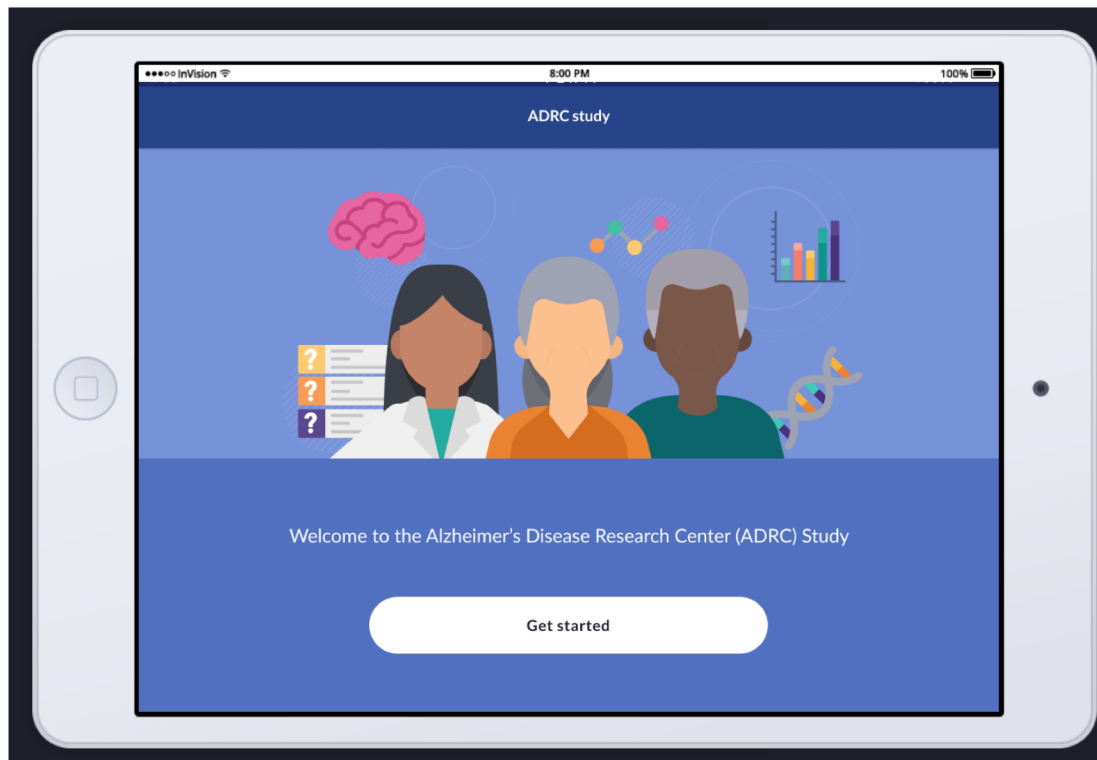 InVision
8:00 PM
100%
ADRC study
?
?
?
Welcome to the Alzheimer's Disease Research Center (ADRC) Study
Get started